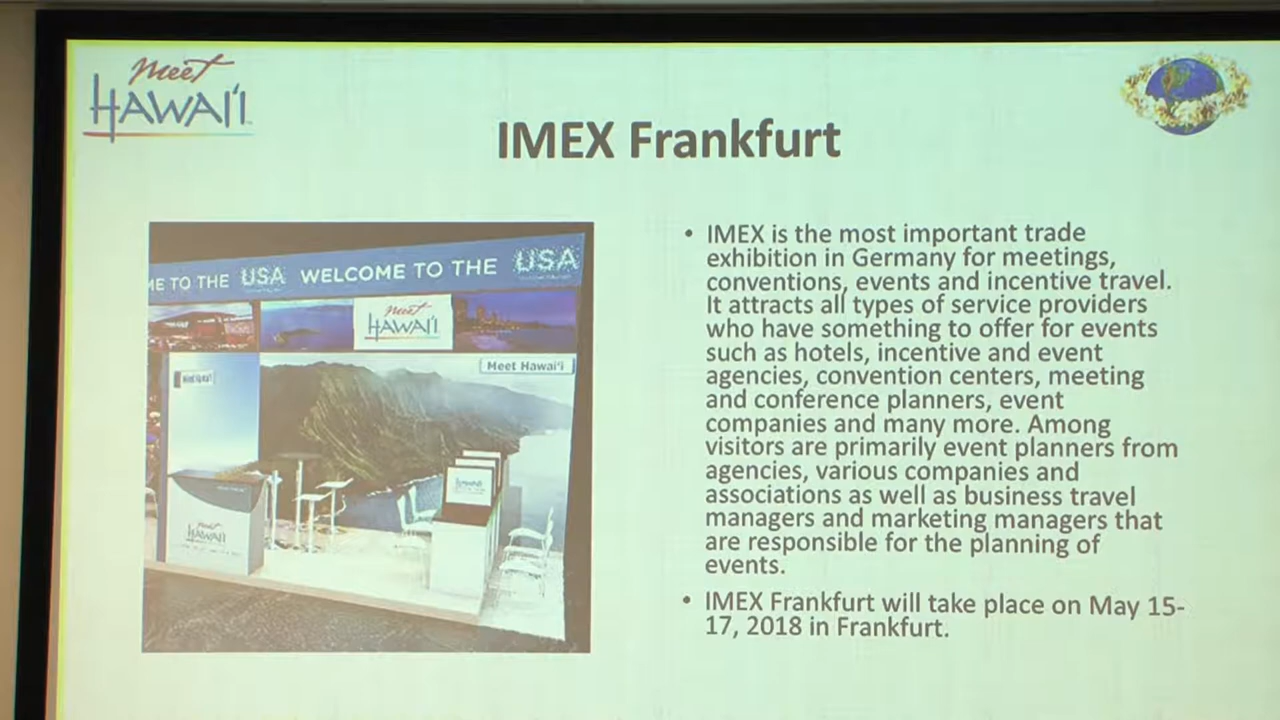 Meet
HAWAI'I
IMEX Frankfurt
ME TO THE USA WELCOME TO THE USA
Meet
HAWAI'I
Meet Hawai'i
Meet Hawai'i
Meet
HAWAI'I
• IMEX is the most important trade
exhibition in Germany for meetings,
conventions, events and incentive travel.
It attracts all types of service providers
who have something to offer for events
such as hotels, incentive and event
agencies, convention centers, meeting
and conference planners, event
companies and many more. Among
visitors are primarily event planners from
agencies, various companies and
associations as well as business travel
managers and marketing managers that
are responsible for the planning of
events.
• IMEX Frankfurt will take place on May 15-
17, 2018 in Frankfurt.